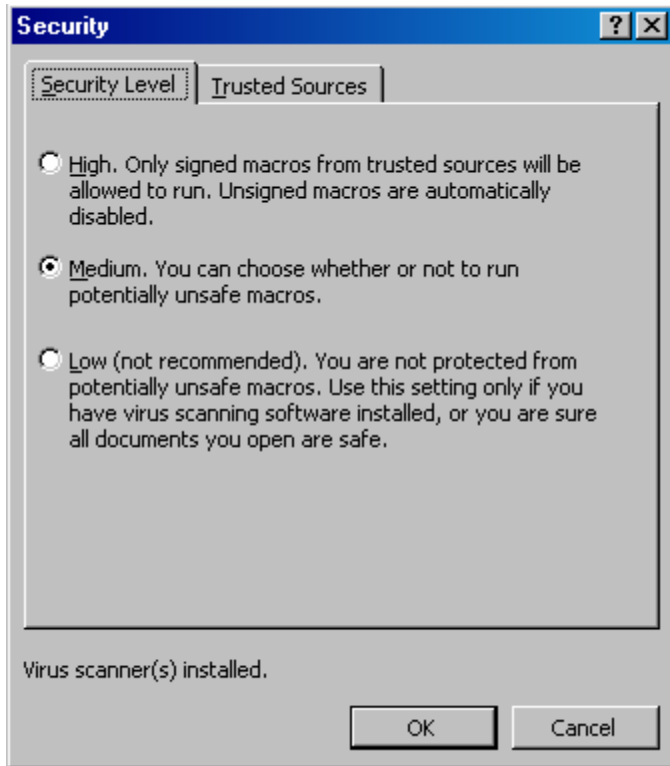 Security
Security Level Trusted Sources
High. Only signed macros from trusted sources will be
allowed to run. Unsigned macros are automatically
disabled.
Medium. You can choose whether or not to run
potentially unsafe macros.
Low (not recommended). You are not protected from
potentially unsafe macros. Use this setting only if you
have virus scanning software installed, or you are sure
all documents you open are safe.
Virus scanner(s) installed.
OK Cancel